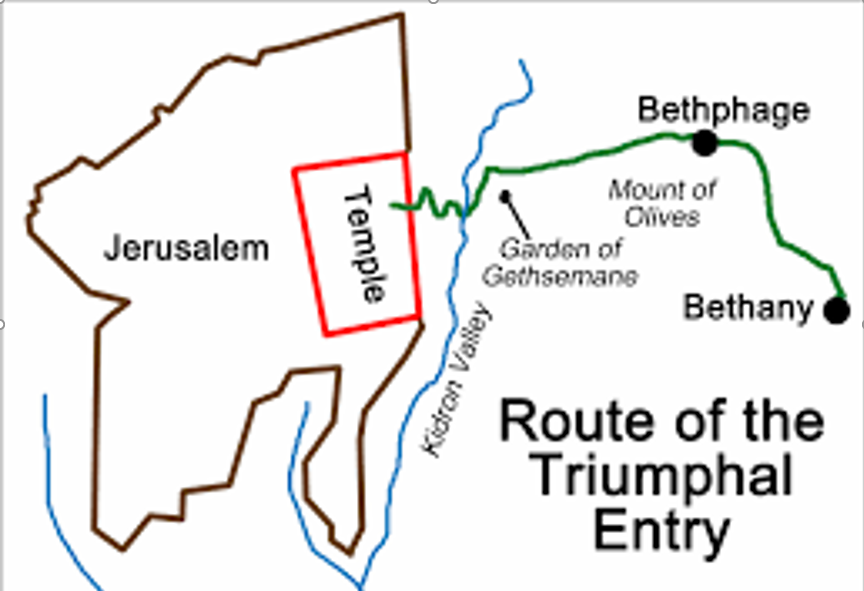 Bethphage
Mount of
Olives
Temple
Jerusalem
Garden of
Gethsemane
Bethany
Kidron Valley
Route of the
Triumphal
Entry